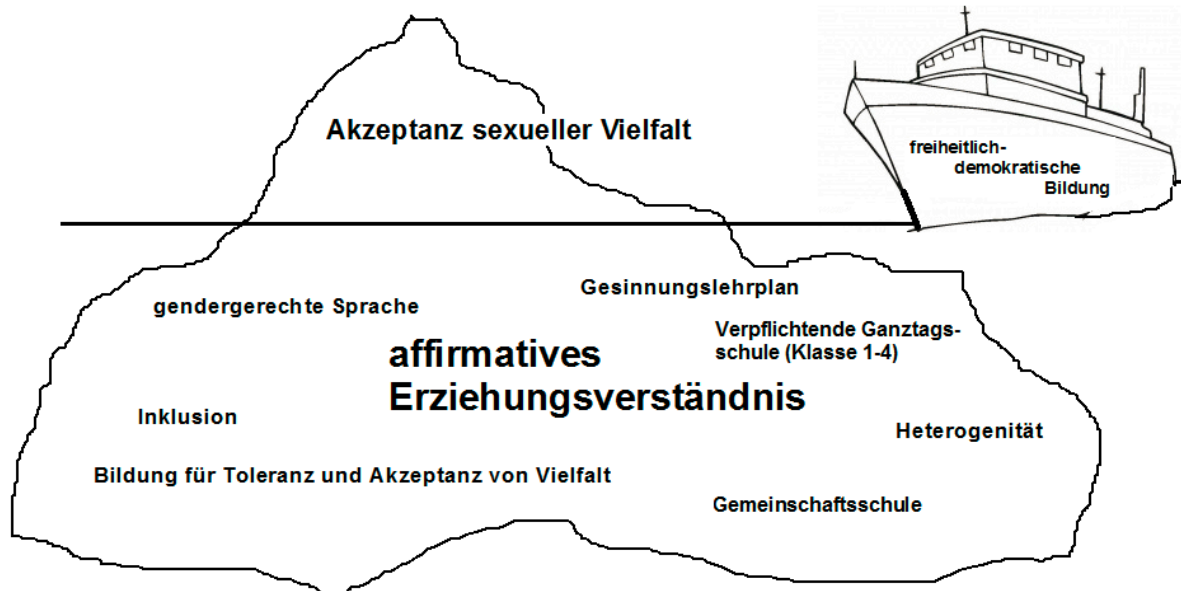 Akzeptanz sexueller Vielfalt
freiheitlich-
demokratische
Bildung
gendergerechte Sprache
Gesinnungslehrplan
Verpflichtende Ganztags-
schule (Klasse 1-4)
affirmatives
Erziehungsverständnis
Inklusion
Heterogenität
Bildung für Toleranz und Akzeptanz von Vielfalt
Gemeinschaftsschule